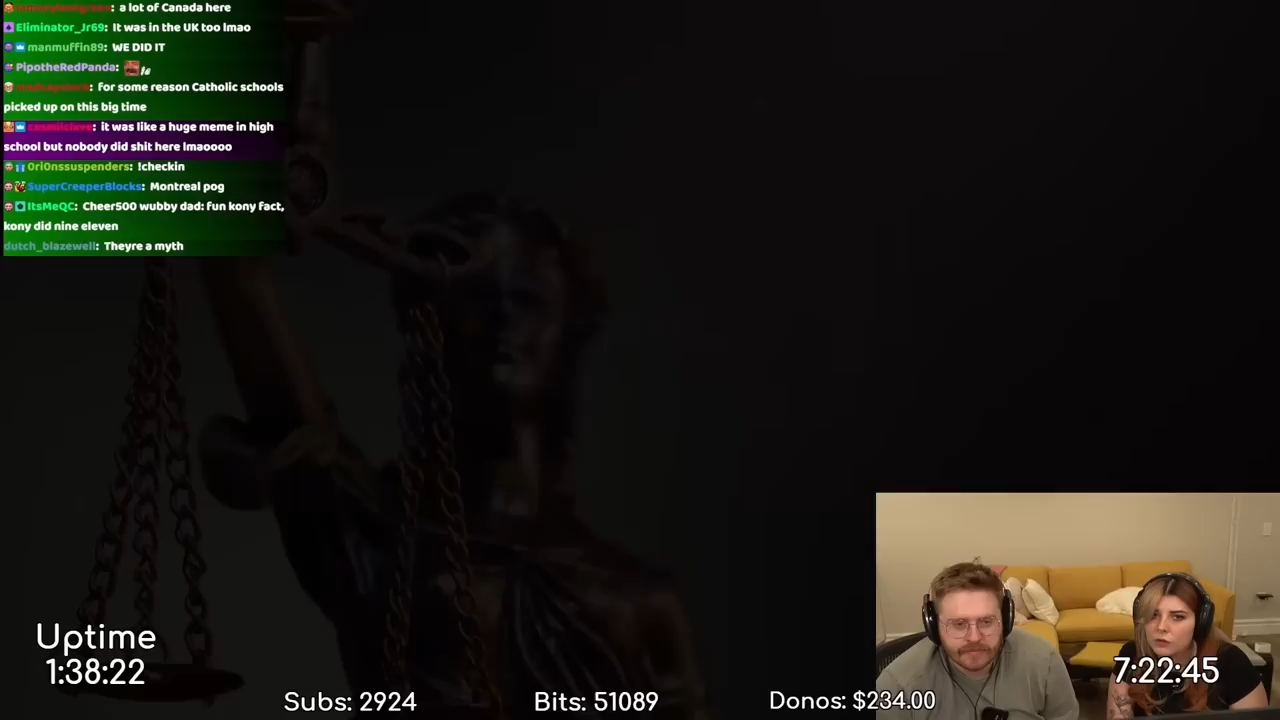 a lot of Canada here
Eliminator_Jr69: It was in the UK too lmao
manmuffin89: WE DID IT
PipotheRedPanda:
for some reason Catholic schools
picked up on this big time
: it was like a huge meme in high
school but nobody did shit here lmaoooo
0ri0nssuspenders: !checkin
SuperCreeperBlocks: Montreal pog
ItsMeQC: Cheer500 wubby dad: fun kony fact,
kony did nine eleven
dutch_blazewell: Theyre a myth
Uptime
1:38:22
7:22:45
Subs: 2924 Bits: 51089 Donos: $234.00